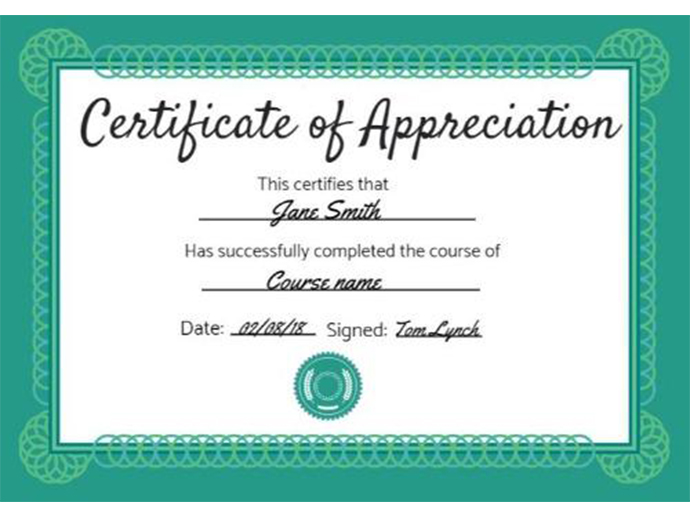 Certificate of Appreciation
This certifies that
Jane Smith
Has successfully completed the course of
Course name
Date: 02/08/18 Signed: Tom Lynch